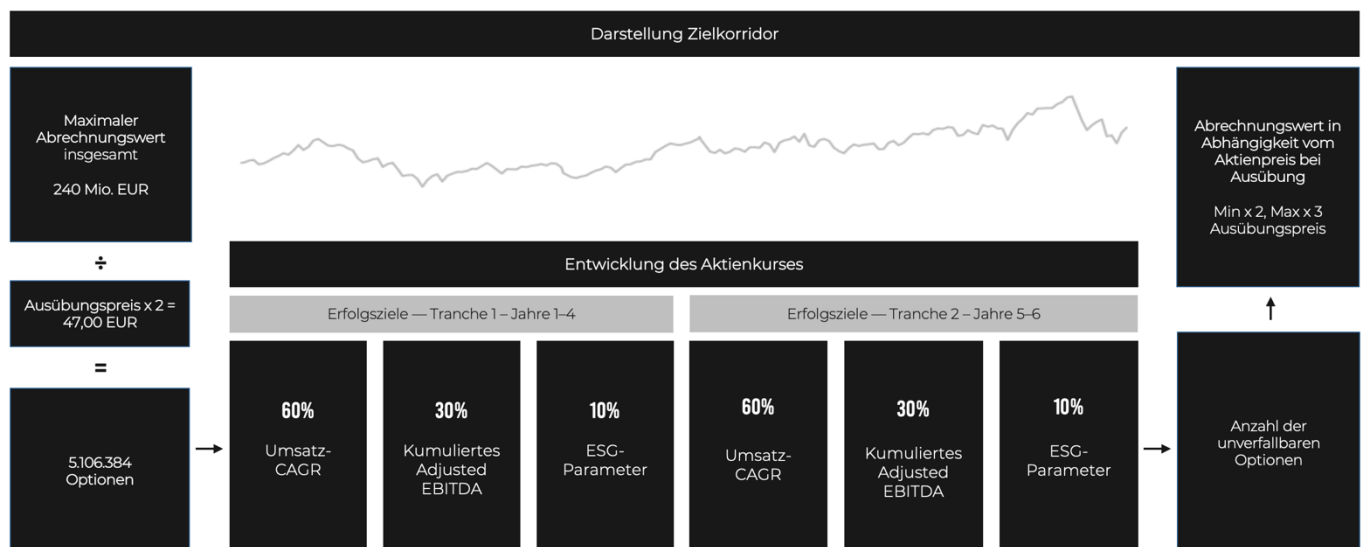 Darstellung Zielkorridor
Maximaler
Abrechnungswert
insgesamt
240 Mio. EUR
÷
Ausübungspreis x 2 =
47,00 EUR
=
5.106.384
Optionen
Entwicklung des Aktienkurses
Erfolgsziele — Tranche 1 – Jahre 1–4
60%
Umsatz-
CAGR
30%
Kumuliertes
Adjusted
EBITDA
10%
ESG-
Parameter
Erfolgsziele — Tranche 2 – Jahre 5–6
60%
Umsatz-
CAGR
30%
Kumuliertes
Adjusted
EBITDA
10%
ESG-
Parameter
Abrechnungswert in
Abhängigkeit vom
Aktienpreis bei
Ausübung
Min x 2, Max x 3
Ausübungspreis
Anzahl der
unverfallbaren
Optionen